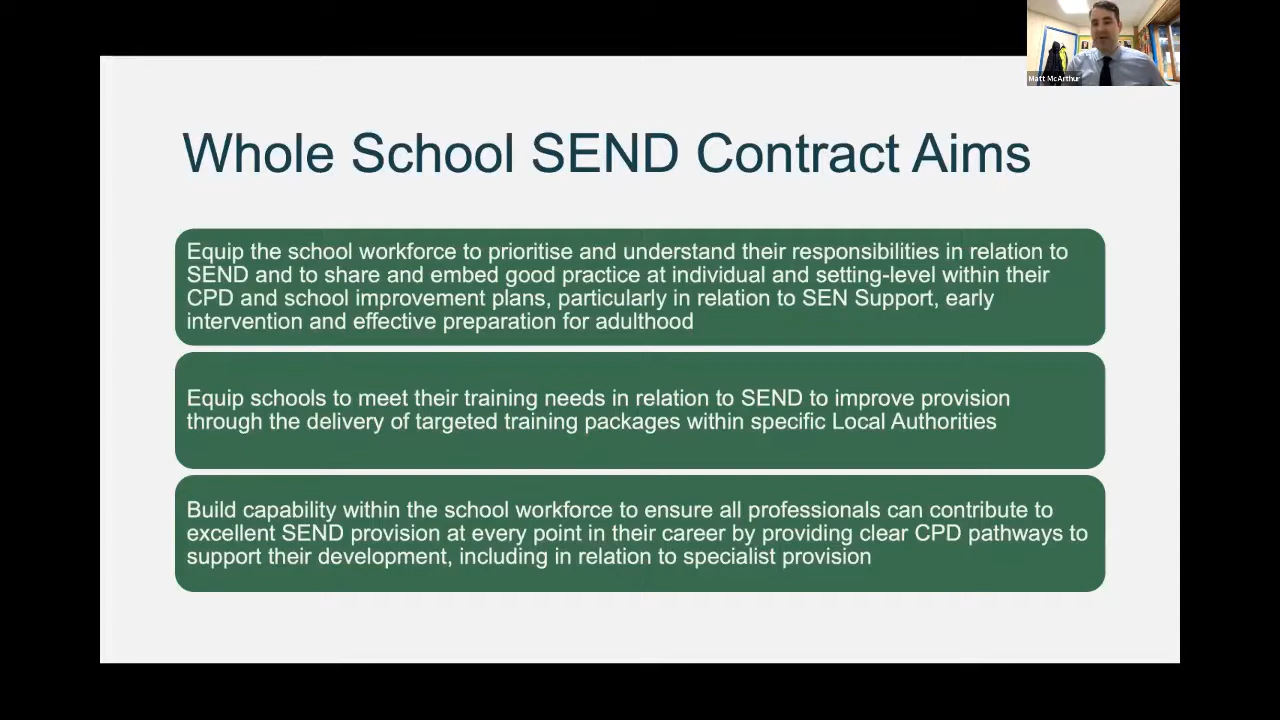 Matt McArthur
Whole School SEND Contract Aims
Equip the school workforce to prioritise and understand their responsibilities in relation to
SEND and to share and embed good practice at individual and setting-level within their
CPD and school improvement plans, particularly in relation to SEN Support, early
intervention and effective preparation for adulthood
Equip schools to meet their training needs in relation to SEND to improve provision
through the delivery of targeted training packages within specific Local Authorities
Build capability within the school workforce to ensure all professionals can contribute to
excellent SEND provision at every point in their career by providing clear CPD pathways to
support their development, including in relation to specialist provision